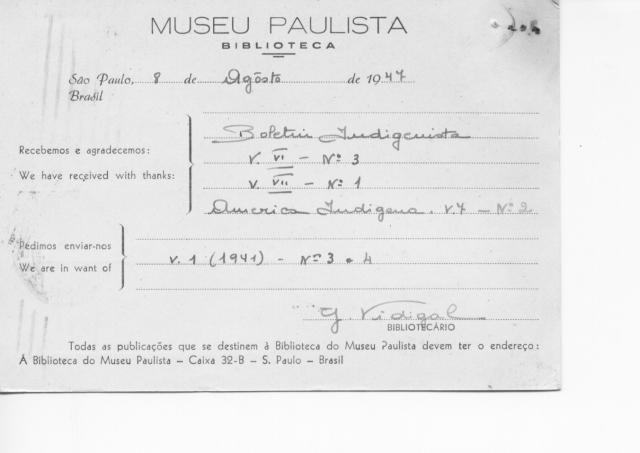 MUSEU PAULISTA
BIBLIOTECA
São Paulo, 8 de Agôsto de 1947
Brasil
Recebemos e agradecemos:
We have received with thanks:
Boletin Indigenista
V. VI – Nº 3
V. VII – Nº 1
America Indigena. V.7 – Nº 2
Pedimos enviar-nos
We are in want of
V. 1 (1941) – Nº 3 e 4
G. Vidigal
BIBLIOTECÁRIO
Todas as publicações que se destinem à Biblioteca do Museu Paulista devem ter o endereço:
Á Biblioteca do Museu Paulista – Caixa 32-B – S. Paulo – Brasil